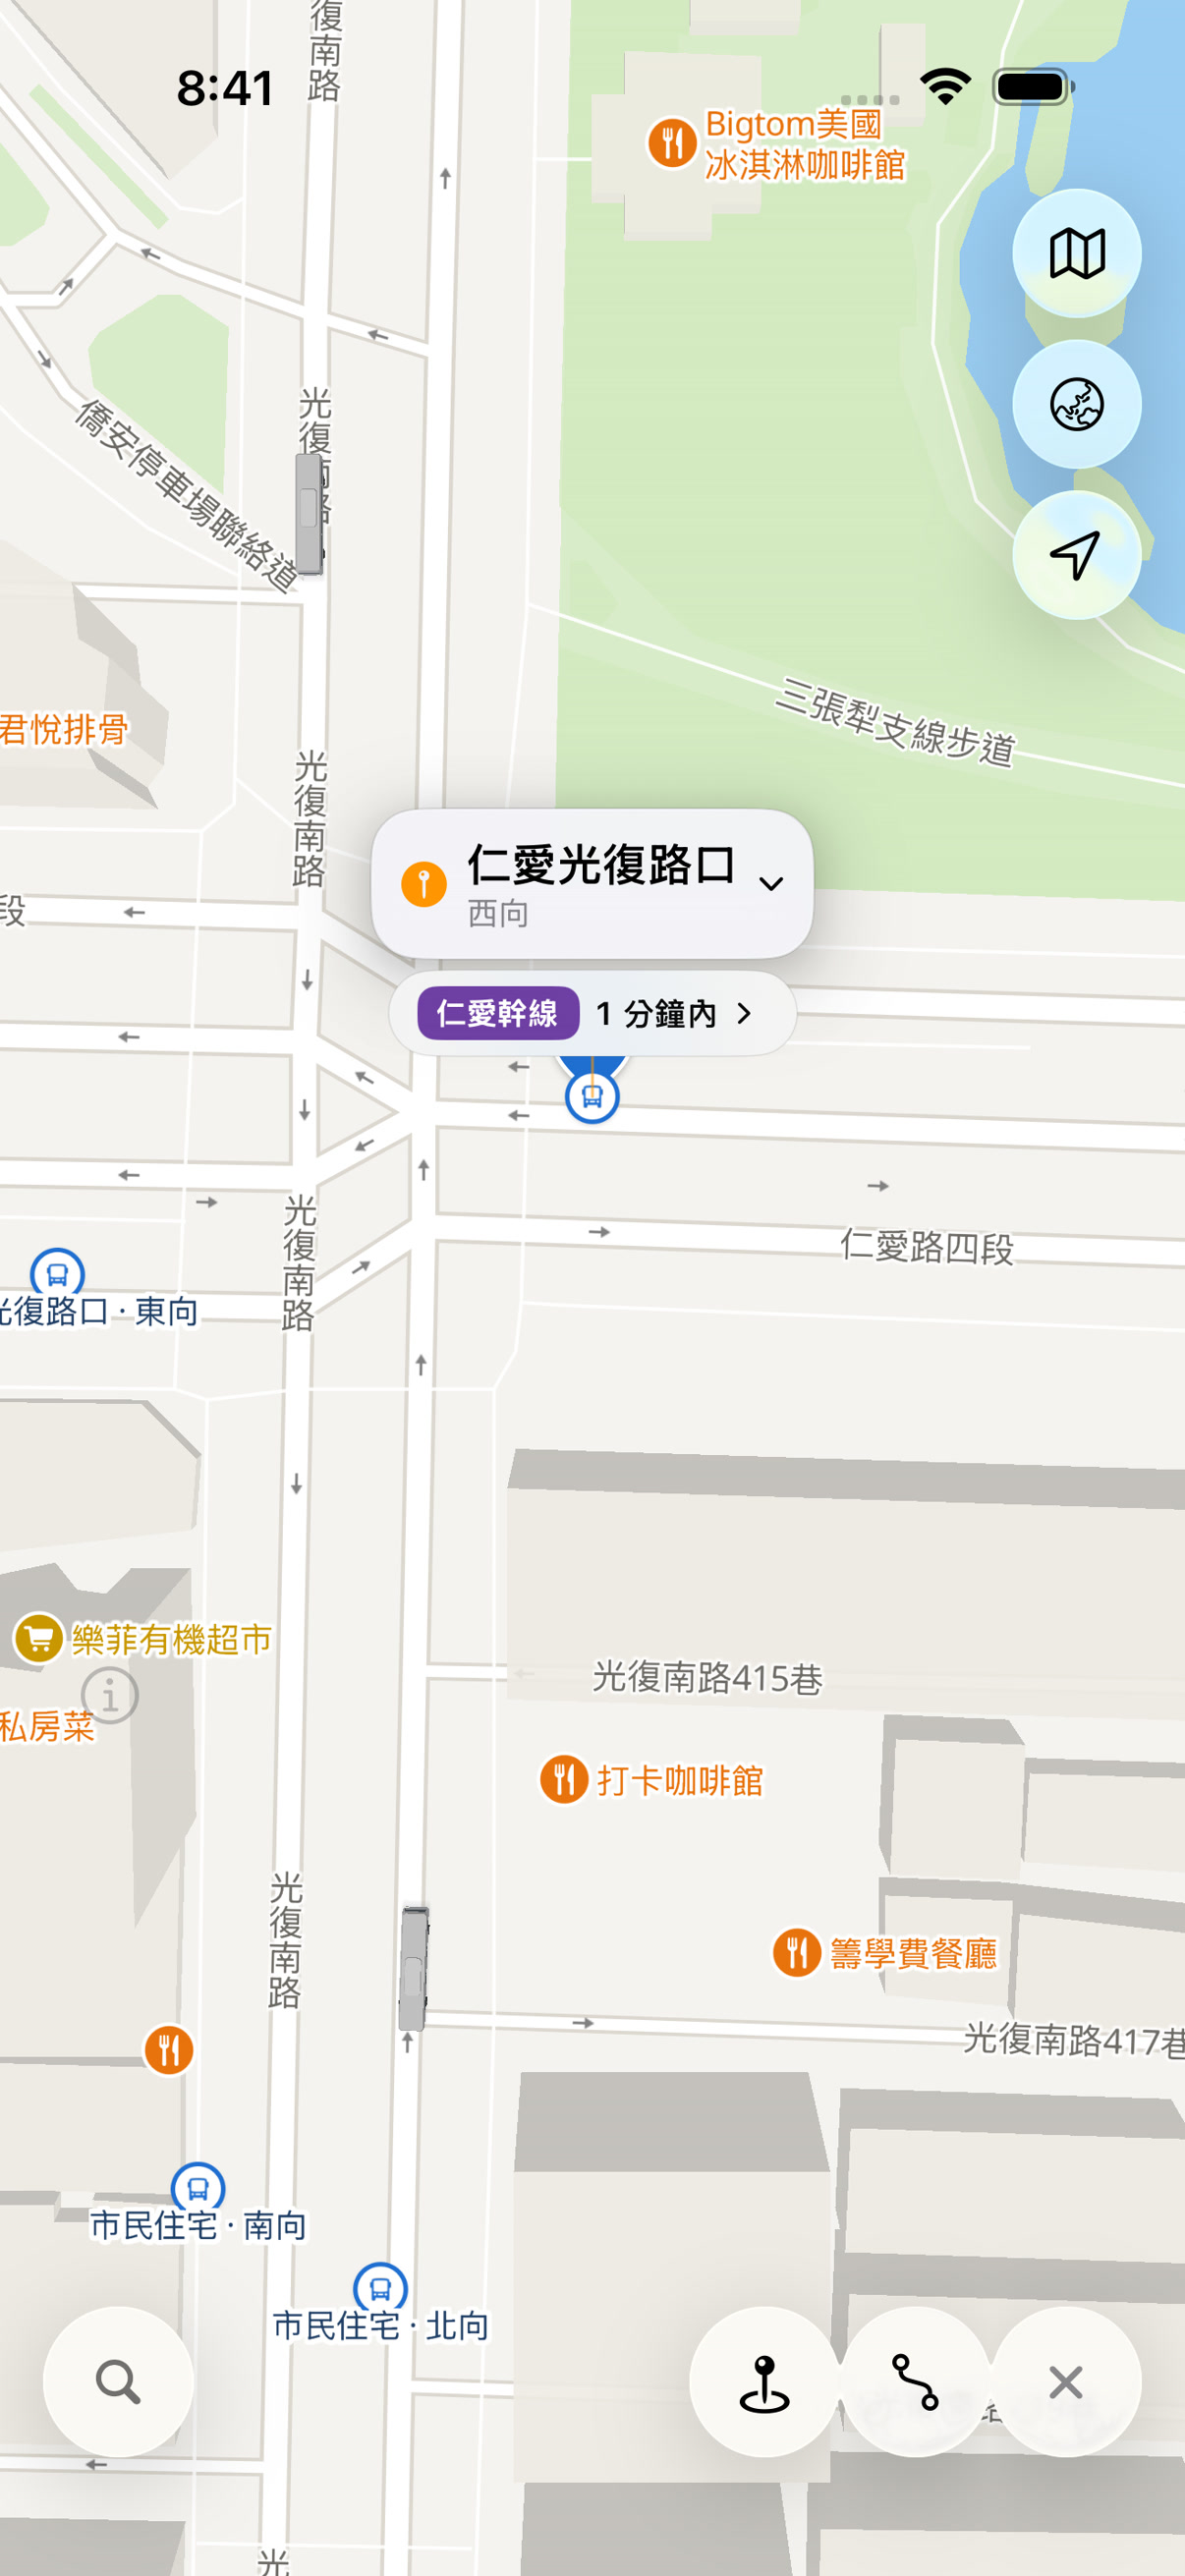 光復南路
8:41
Bigtom美國
冰淇淋咖啡館
光復南路
僑安停車場聯絡道
三張犁支線步道
君悅排骨
光復南路
仁愛光復路口
西向
段
仁愛幹線 1 分鐘內
光復南路
仁愛路四段
光復路口 · 東向
樂菲有機超市
光復南路415巷
私房菜
打卡咖啡館
光復南路
籌學費餐廳
光復南路417巷
市民住宅 · 南向
市民住宅 · 北向
光